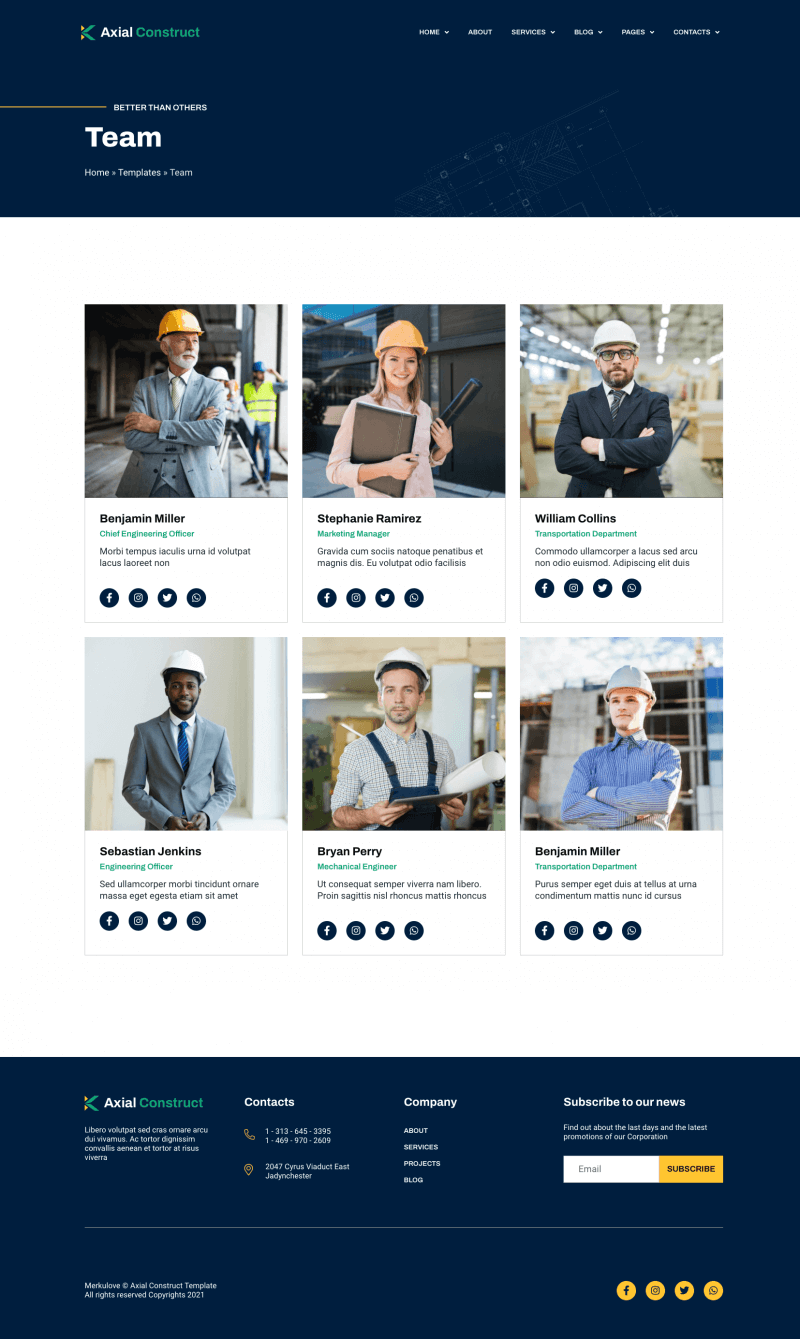 Axial Construct
HOME ABOUT SERVICES BLOG PAGES CONTACTS
BETTER THAN OTHERS
Team
Home » Templates » Team
Benjamin Miller
Chief Engineering Officer
Morbi tempus iaculis urna id volutpat
lacus laoreet non
Stephanie Ramirez
Marketing Manager
Gravida cum sociis natoque penatibus et
magnis dis. Eu volutpat odio facilisis
William Collins
Transportation Department
Commodo ullamcorper a lacus sed arcu
non odio euismod. Adipiscing elit duis
Sebastian Jenkins
Engineering Officer
Sed ullamcorper morbi tincidunt ornare
massa eget egesta etiam sit amet
Bryan Perry
Mechanical Engineer
Ut consequat semper viverra nam libero.
Proin sagittis nisl rhoncus mattis rhoncus
Benjamin Miller
Transportation Department
Purus semper eget duis at tellus at urna
condimentum mattis nunc id cursus
Axial Construct
Libero volutpat sed cras ornare arcu
dui vivamus. Ac tortor dignissim
convallis aenean et tortor at risus
viverra
Contacts
1 - 313 - 645 - 3395
1 - 469 - 970 - 2609
2047 Cyrus Viaduct East
Jadynchester
Company
ABOUT
SERVICES
PROJECTS
BLOG
Subscribe to our news
Find out about the last days and the latest
promotions of our Corporation
Email
SUBSCRIBE
Merkulove © Axial Construct Template
All rights reserved Copyrights 2021